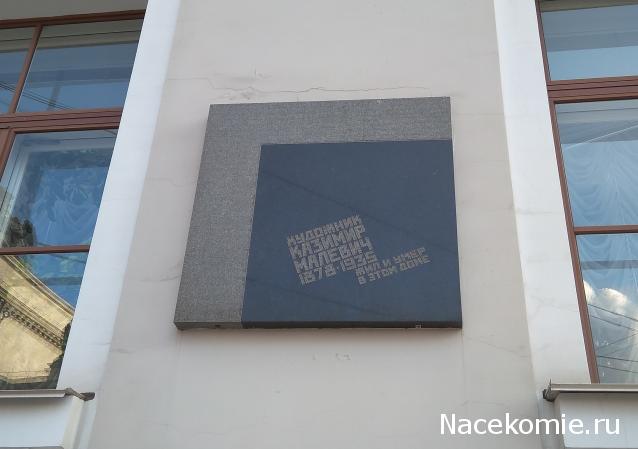 ХУДОЖНИК
КАЗИМИР
МАЛЕВИЧ
1878-1935
ЖИЛ И УМЕР
В ЭТОМ ДОМЕ
Nacekomie.ru